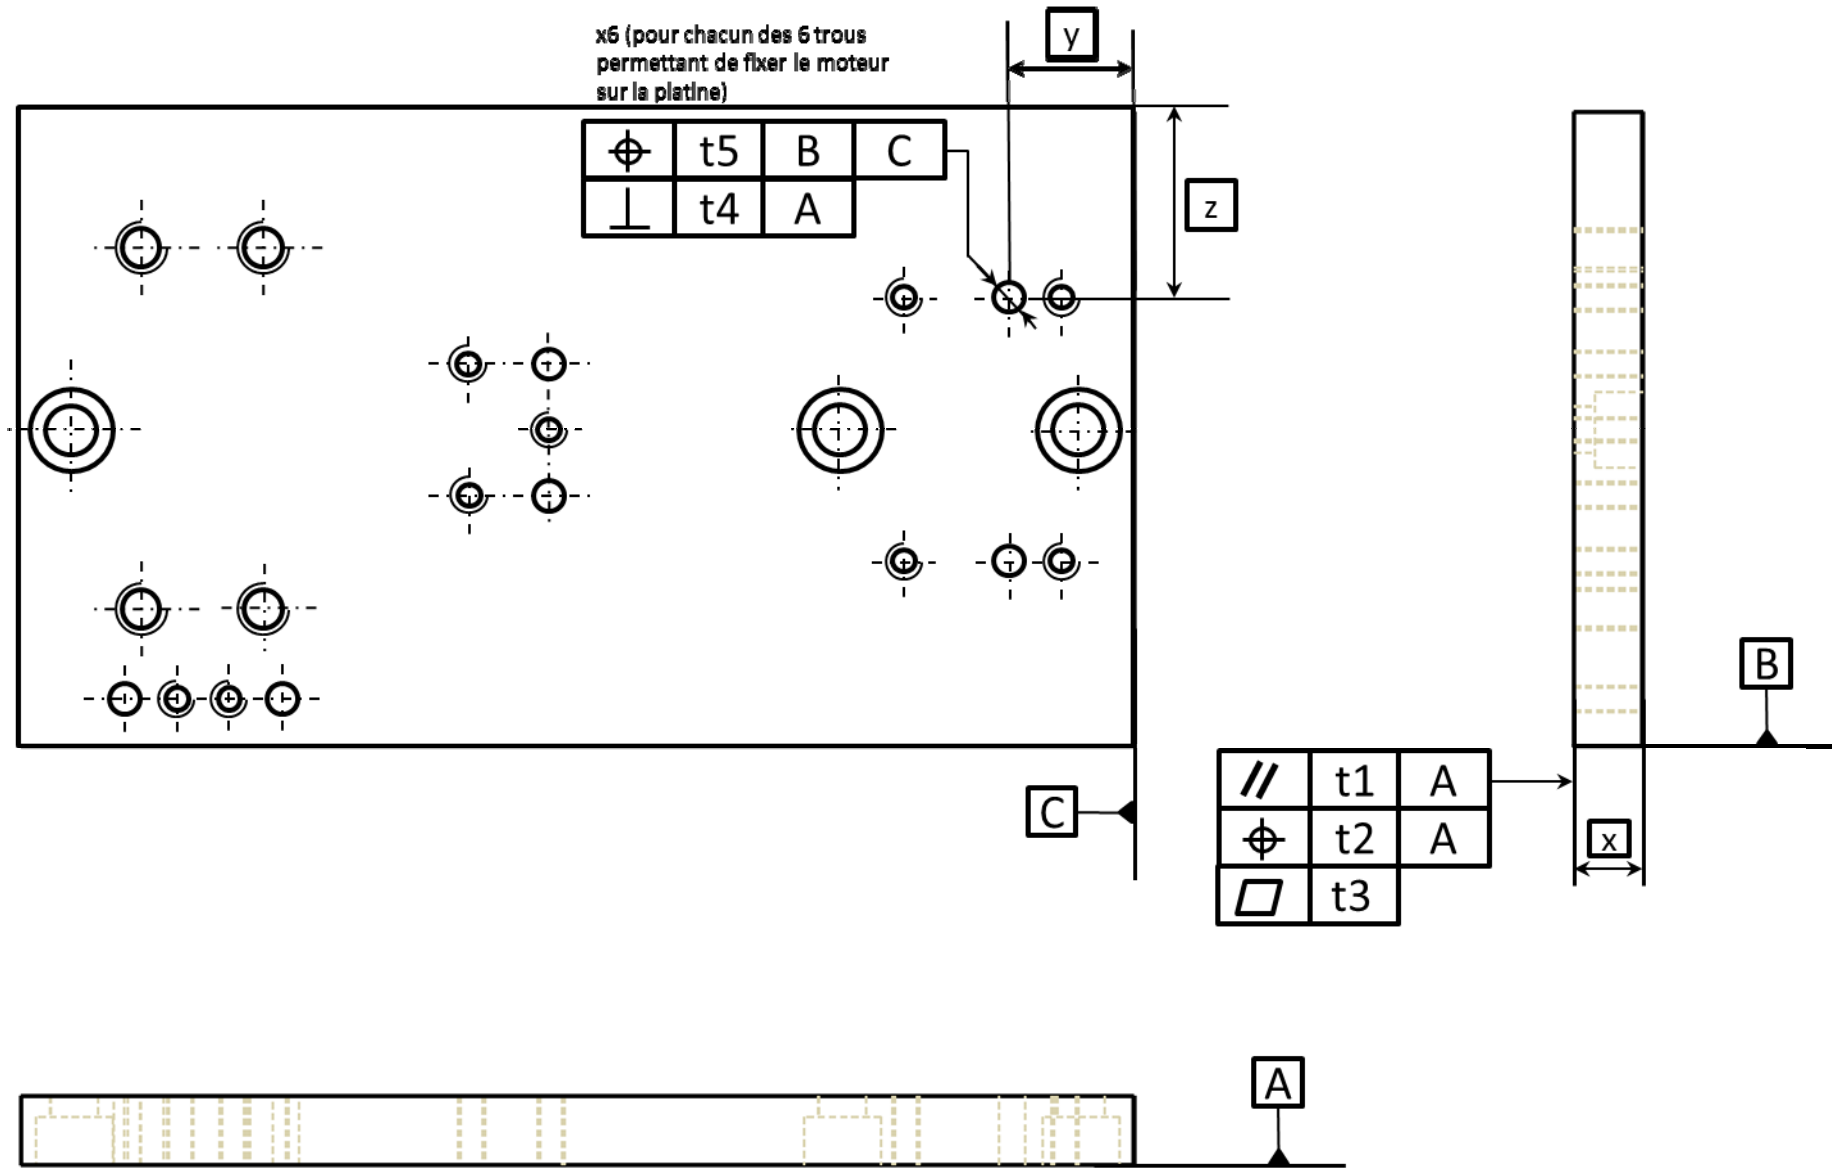 x6 (pour chacun des 6 trous
permettant de fixer le moteur
sur la platine)
y
t5 B C
t4 A
z
B
t1 A
C
t2 A
x
t3
A